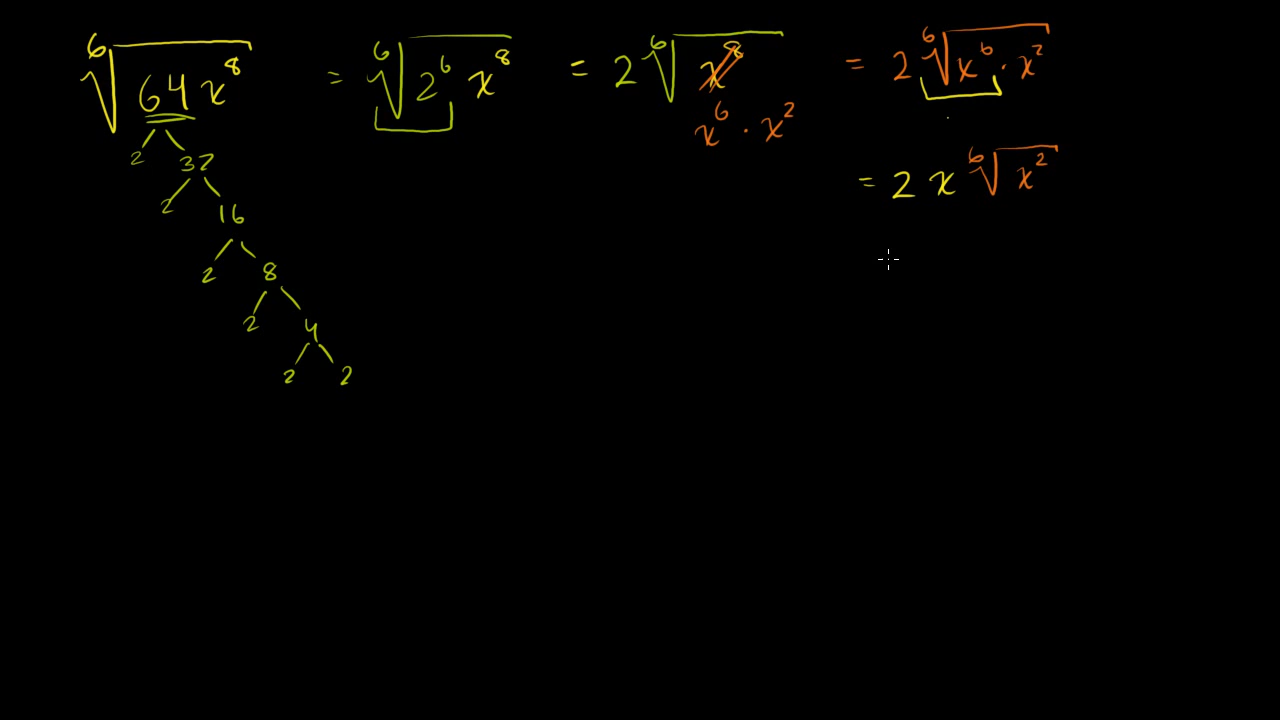 ⁶√(64x⁸) = ⁶√(2⁶ x⁸) = 2 ⁶√(x⁸) = 2 ⁶√(x⁶ · x²)
x⁶ · x²
2 32
= 2 x ⁶√(x²)
2 16
2 8
2 4
2 2